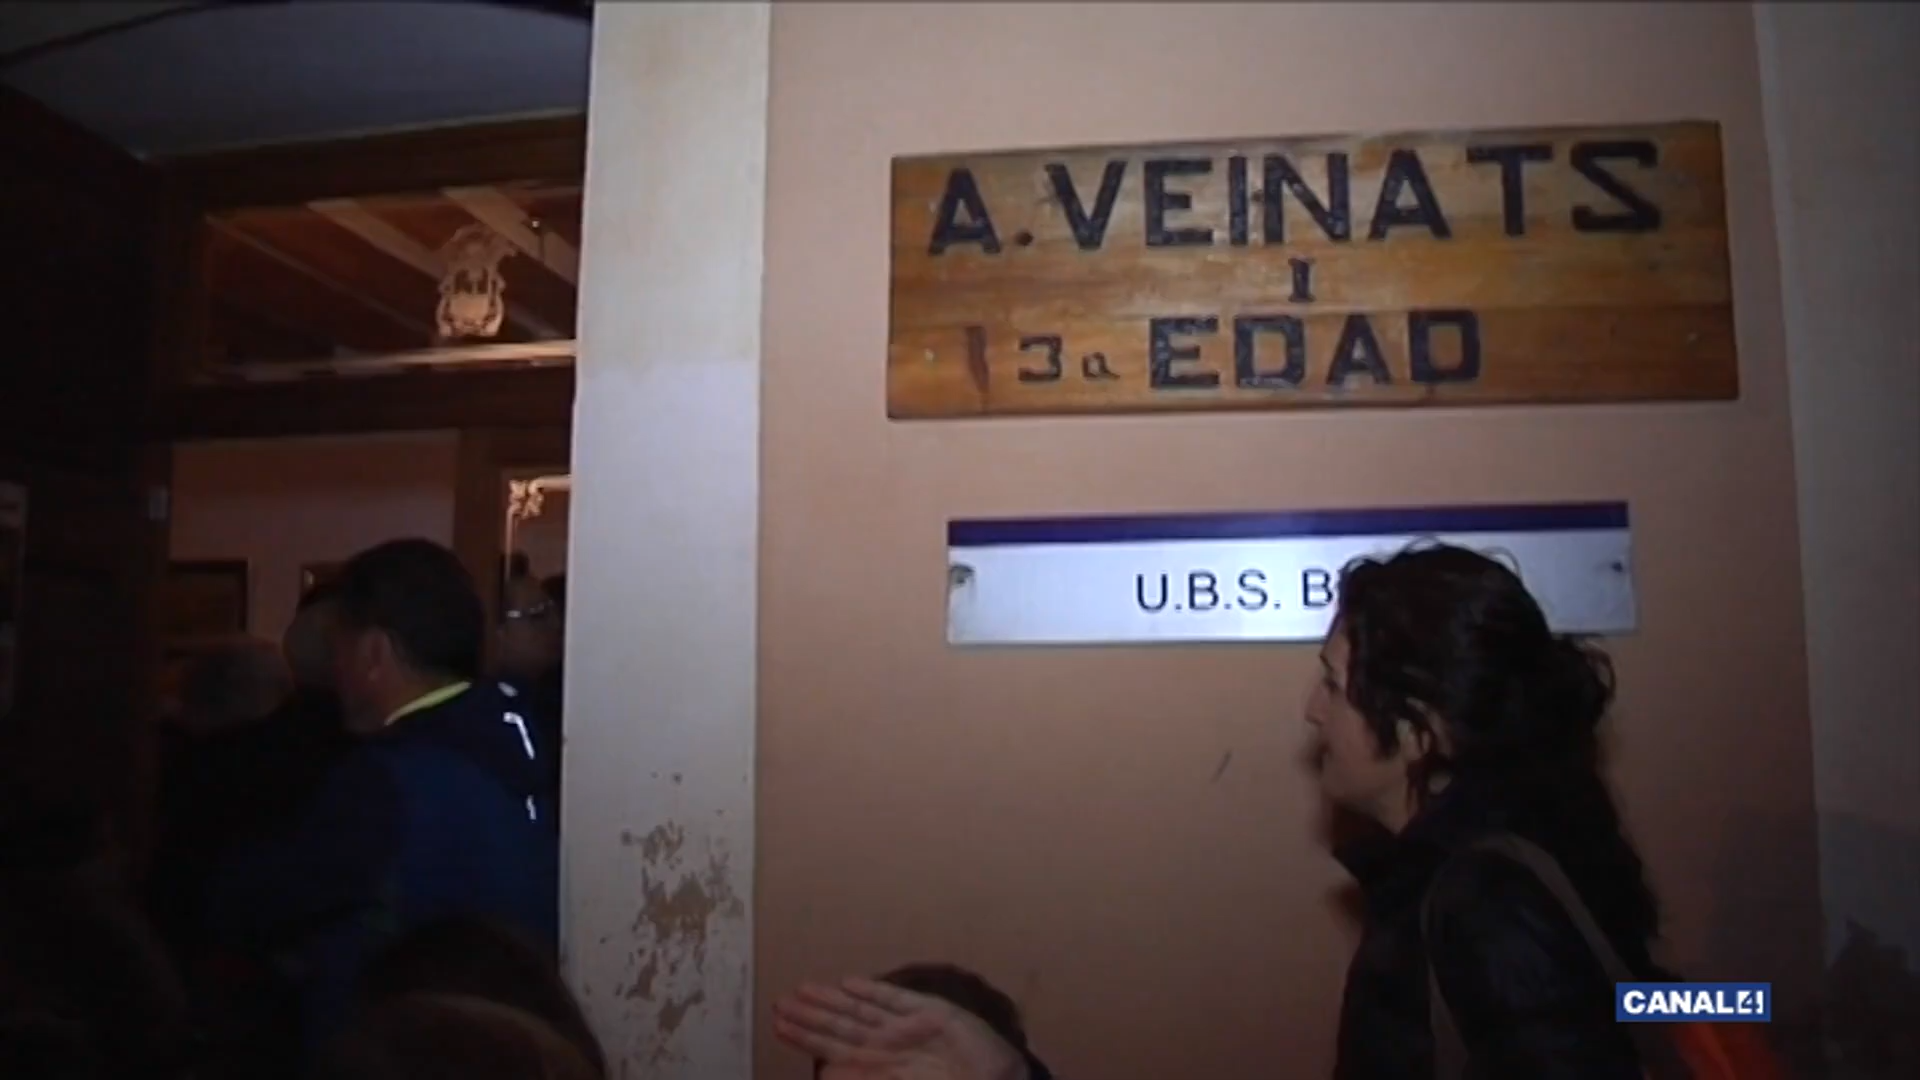 A. VEINATS
I
3a EDAD
U.B.S.
CANAL4